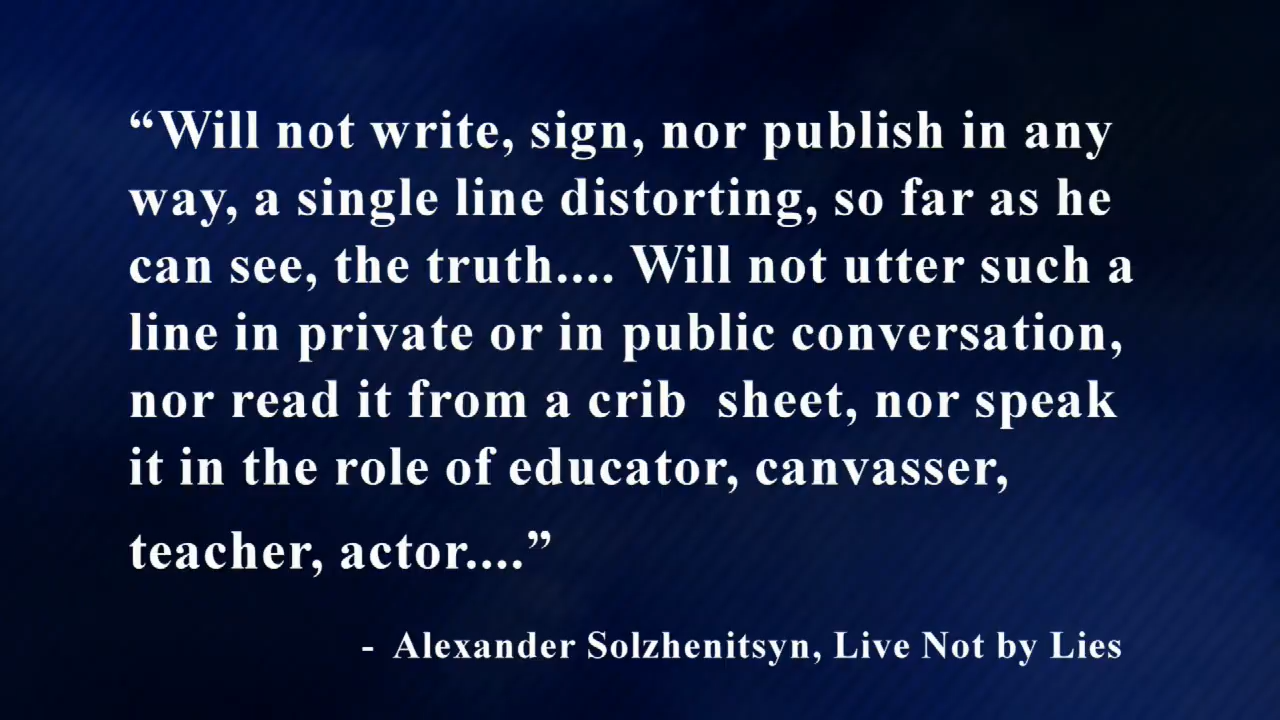 “Will not write, sign, nor publish in any
way, a single line distorting, so far as he
can see, the truth.... Will not utter such a
line in private or in public conversation,
nor read it from a crib  sheet, nor speak
it in the role of educator, canvasser,
teacher, actor....”
- Alexander Solzhenitsyn, Live Not by Lies